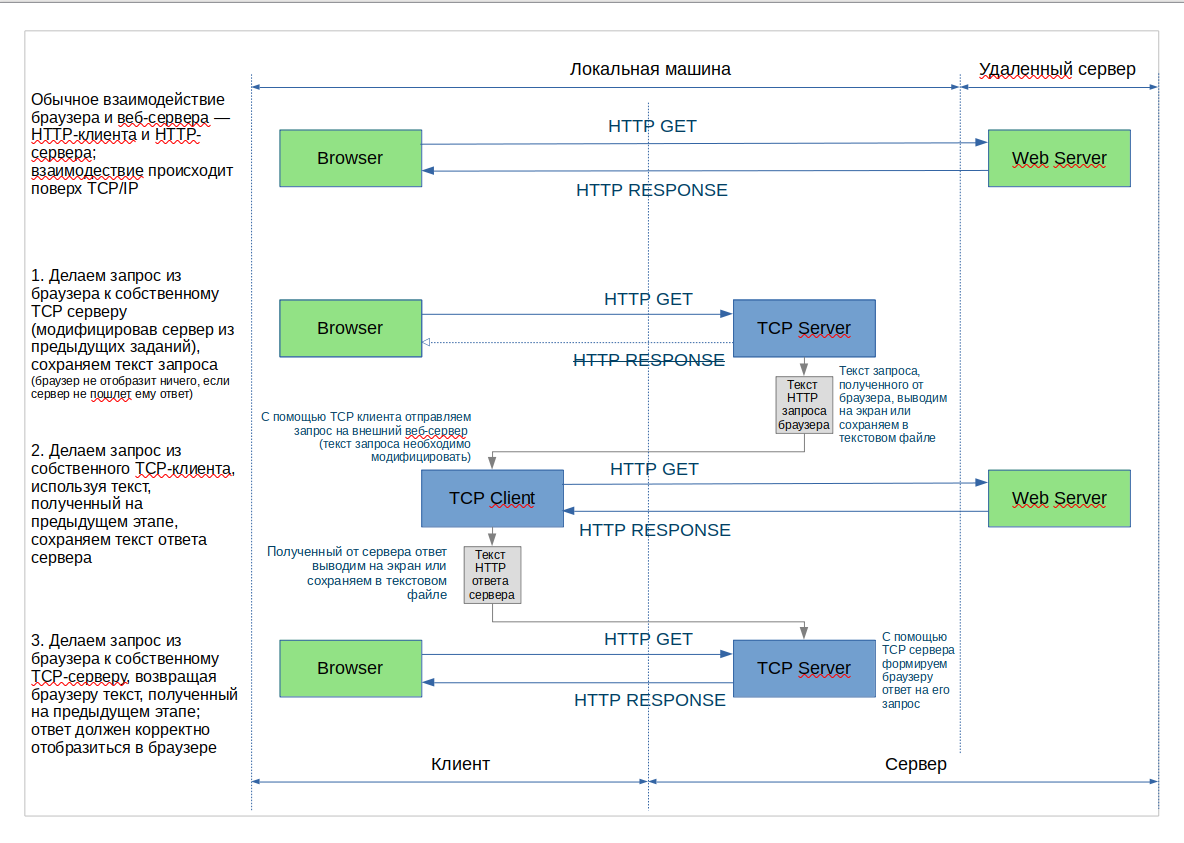 Локальная машина
Удаленный сервер
Обычное взаимодействие
браузера и веб-сервера —
HTTP-клиента и HTTP-
сервера;
взаимодествие происходит
поверх TCP/IP
HTTP GET
Browser
Web Server
HTTP RESPONSE
1. Делаем запрос из
браузера к собственному
TCP серверу
(модифицировав сервер из
предыдущих заданий),
сохраняем текст запроса
(браузер не отобразит ничего, если
сервер не пошлет ему ответ)
HTTP GET
Browser
TCP Server
HTTP RESPONSE
Текст
HTTP
запроса
браузера
Текст запроса,
полученного от
браузера, выводим
на экран или
сохраняем в
текстовом файле
С помощью TCP клиента отправляем
запрос на внешний веб-сервер
(текст запроса необходимо
модифицировать)
2. Делаем запрос из
собственного TCP-клиента,
используя текст,
полученный на
предыдущем этапе,
сохраняем текст ответа
сервера
HTTP GET
TCP Client
Web Server
HTTP RESPONSE
Полученный от сервера ответ
выводим на экран или
сохраняем в текстовом
файле
Текст
HTTP
ответа
сервера
3. Делаем запрос из
браузера к собственному
TCP-серверу, возвращая
браузеру текст, полученный
на предыдущем этапе;
ответ должен корректно
отобразиться в браузере
HTTP GET
Browser
TCP Server
HTTP RESPONSE
С помощью
TCP сервера
формируем
браузеру
ответ на его
запрос
Клиент
Сервер